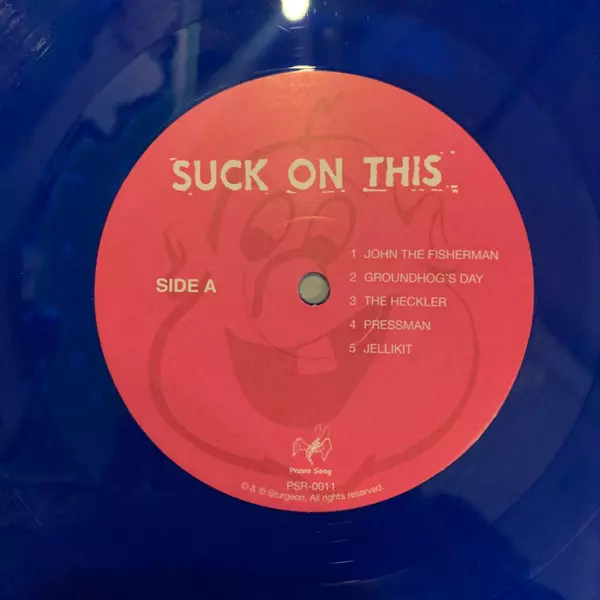 SUCK ON THIS
SIDE A
1 JOHN THE FISHERMAN
2 GROUNDHOG'S DAY
3 THE HECKLER
4 PRESSMAN
5 JELLIKIT
Prawn Song
PSR-0011
© & ℗ Sturgeon, All rights reserved.